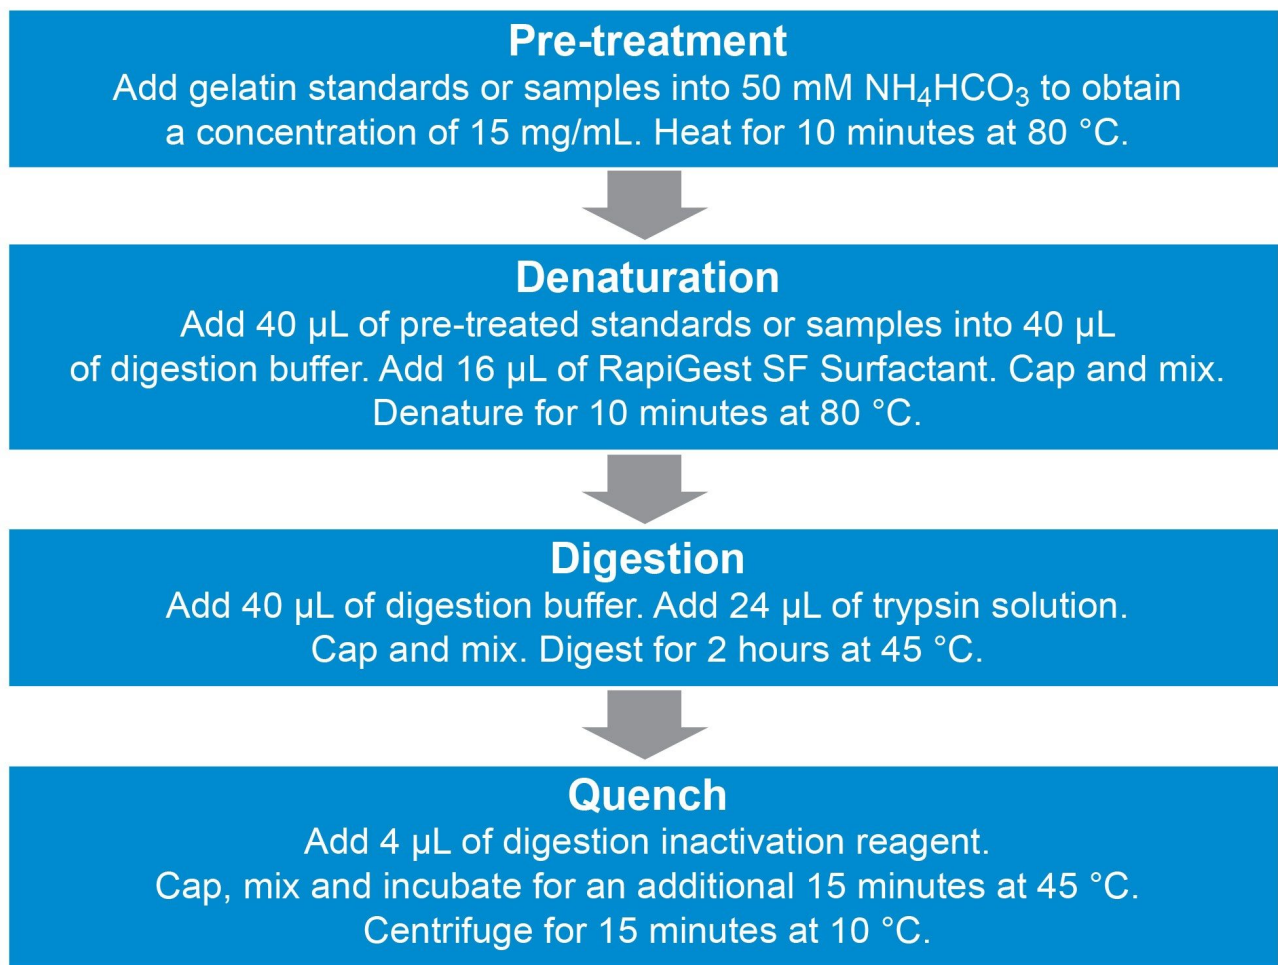 Pre-treatment
Add gelatin standards or samples into 50 mM NH₄HCO₃ to obtain
a concentration of 15 mg/mL. Heat for 10 minutes at 80 °C.
Denaturation
Add 40 µL of pre-treated standards or samples into 40 µL
of digestion buffer. Add 16 µL of RapiGest SF Surfactant. Cap and mix.
Denature for 10 minutes at 80 °C.
Digestion
Add 40 µL of digestion buffer. Add 24 µL of trypsin solution.
Cap and mix. Digest for 2 hours at 45 °C.
Quench
Add 4 µL of digestion inactivation reagent.
Cap, mix and incubate for an additional 15 minutes at 45 °C.
Centrifuge for 15 minutes at 10 °C.